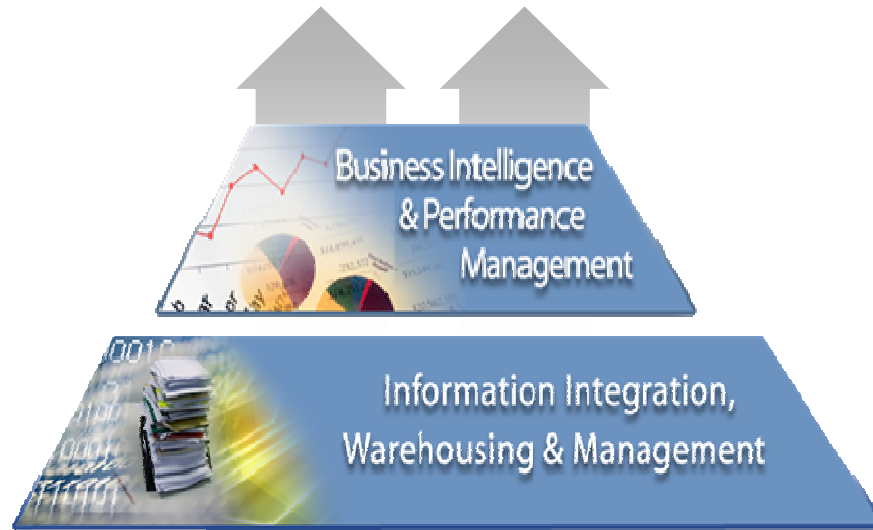 Business Intelligence
& Performance
Management
Information Integration,
Warehousing & Management